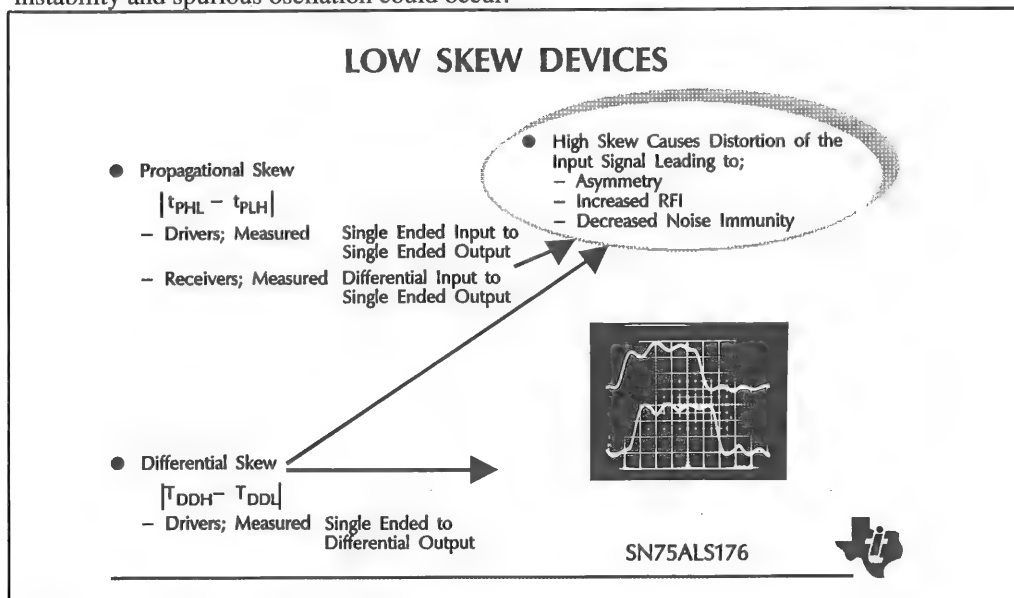 instability and spurious oscillation could occur.
LOW SKEW DEVICES
● Propagational Skew
|tPHL − tPLH|
– Drivers; Measured Single Ended Input to
Single Ended Output
– Receivers; Measured Differential Input to
Single Ended Output
● High Skew Causes Distortion of the
Input Signal Leading to;
– Asymmetry
– Increased RFI
– Decreased Noise Immunity
● Differential Skew
|TDDH− TDDL|
– Drivers; Measured Single Ended to
Differential Output
SN75ALS176